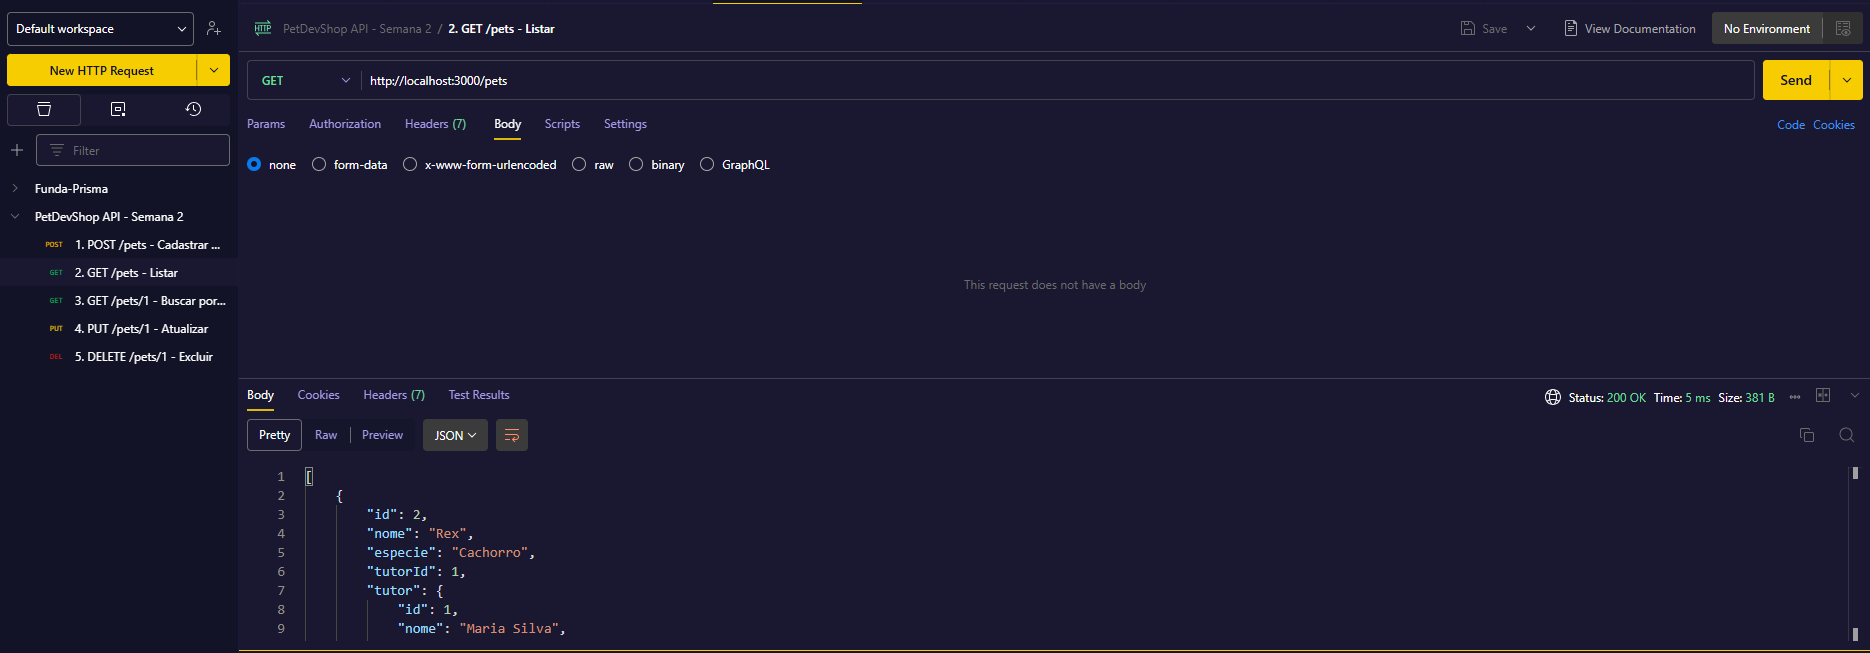 Default workspace
HTTP PetDevShop API - Semana 2 / 2. GET /pets - Listar
Save
View Documentation
No Environment
New HTTP Request
GET
http://localhost:3000/pets
Send
Params Authorization Headers (7) Body Scripts Settings
Code Cookies
Filter
none form-data x-www-form-urlencoded raw binary GraphQL
Funda-Prisma
PetDevShop API - Semana 2
POST 1. POST /pets - Cadastrar ...
GET 2. GET /pets - Listar
GET 3. GET /pets/1 - Buscar por...
PUT 4. PUT /pets/1 - Atualizar
DEL 5. DELETE /pets/1 - Excluir
This request does not have a body
Body Cookies Headers (7) Test Results
Status: 200 OK Time: 5 ms Size: 381 B
Pretty Raw Preview JSON
1 [
2 {
3 "id": 2,
4 "nome": "Rex",
5 "especie": "Cachorro",
6 "tutorId": 1,
7 "tutor": {
8 "id": 1,
9 "nome": "Maria Silva",